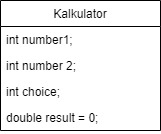 Kalkulator
int number1;
int number 2;
int choice;
double result = 0;